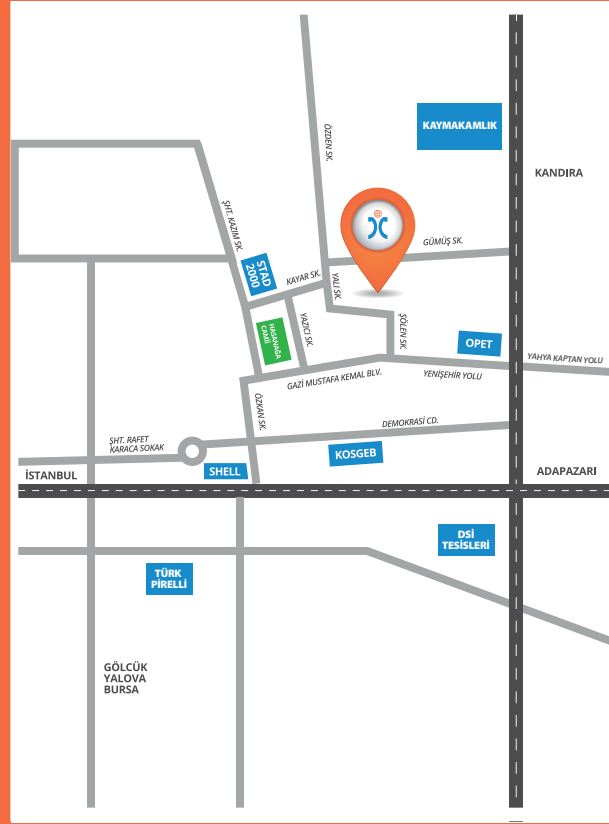 KAYMAKAMLIK
ÖZDEN SK.
KANDIRA
ŞHT. KAZIM SK.
GÜMÜŞ SK.
STAD
2000
KAYAR SK.
YALI SK.
HASANAĞA
CAMİİ
YAZICI SK.
ŞÖLEN SK.
OPET
YAHYA KAPTAN YOLU
GAZİ MUSTAFA KEMAL BLV.
YENİŞEHİR YOLU
ÖZKAN SK.
DEMOKRASİ CD.
ŞHT. RAFET
KARACA SOKAK
KOSGEB
İSTANBUL
SHELL
ADAPAZARI
DSİ
TESİSLERİ
TÜRK
PİRELLİ
GÖLCÜK
YALOVA
BURSA